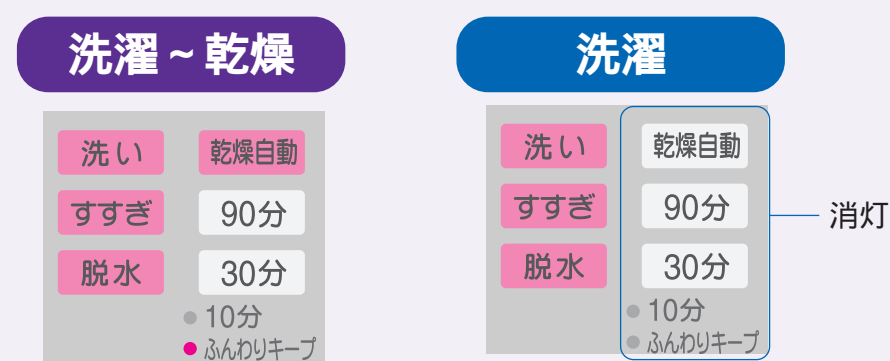 洗濯~乾燥
洗い
乾燥自動
すすぎ
90分
脱水
30分
10分
ふんわりキープ
洗濯
洗い
乾燥自動
すすぎ
90分
脱水
30分
10分
ふんわりキープ
消灯